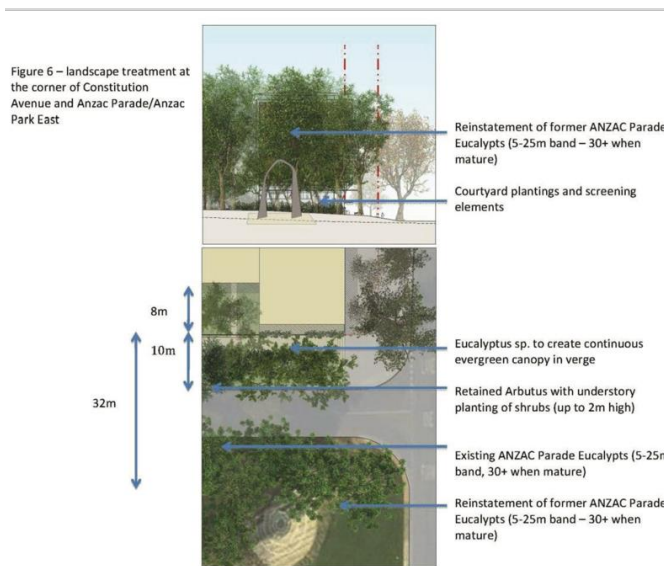 Figure 6 – landscape treatment at
the corner of Constitution
Avenue and Anzac Parade/Anzac
Park East
Reinstatement of former ANZAC Parade
Eucalypts (5-25m band – 30+ when
mature)
Courtyard plantings and screening
elements
8m
10m
32m
Eucalyptus sp. to create continuous
evergreen canopy in verge
Retained Arbutus with understory
planting of shrubs (up to 2m high)
Existing ANZAC Parade Eucalypts (5-25m
band, 30+ when mature)
Reinstatement of former ANZAC Parade
Eucalypts (5-25m band – 30+ when
mature)